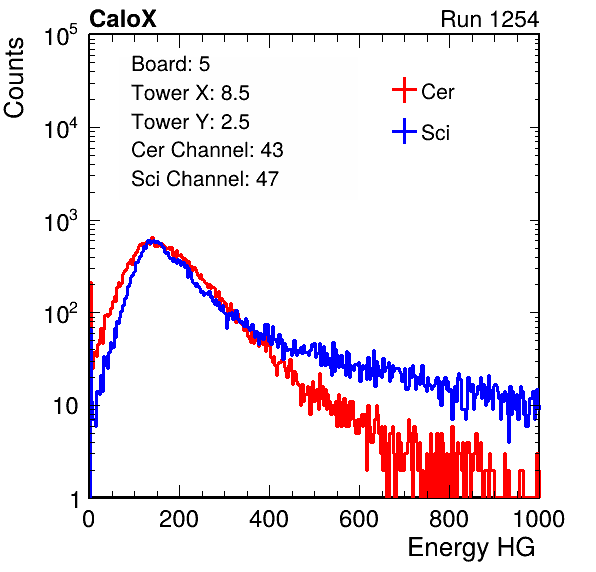 CaloX Run 1254
Counts
10^5
10^4
10^3
10^2
10
1
Board: 5
Tower X: 8.5
Tower Y: 2.5
Cer Channel: 43
Sci Channel: 47
Cer
Sci
0 200 400 600 800 1000
Energy HG